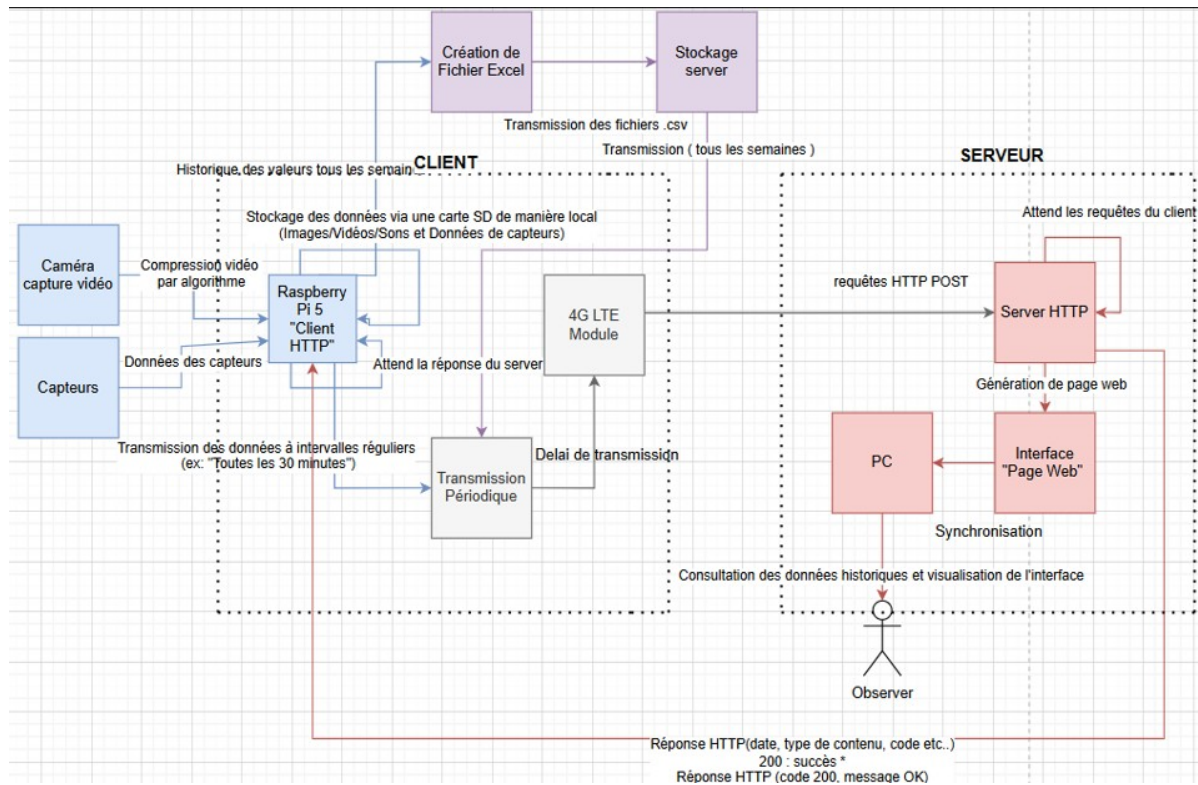 Création de
Fichier Excel
Stockage
server
Transmission des fichiers .csv
Transmission ( tous les semaines )
Historique des valeurs tous les semain
CLIENT
SERVEUR
Stockage des données via une carte SD de manière local
(Images/Vidéos/Sons et Données de capteurs)
Attend les requêtes du client
Caméra
capture vidéo
Compression vidéo
par algorithme
Raspberry
Pi 5
"Client
HTTP"
4G LTE
Module
requêtes HTTP POST
Server HTTP
Données des capteurs
Attend la réponse du server
Capteurs
Génération de page web
Transmission des données à intervalles réguliers
(ex: "Toutes les 30 minutes")
Delai de transmission
Transmission
Périodique
PC
Interface
"Page Web"
Synchronisation
Consultation des données historiques et visualisation de l'interface
Observer
Réponse HTTP(date, type de contenu, code etc..)
200 : succès *
Réponse HTTP (code 200, message OK)